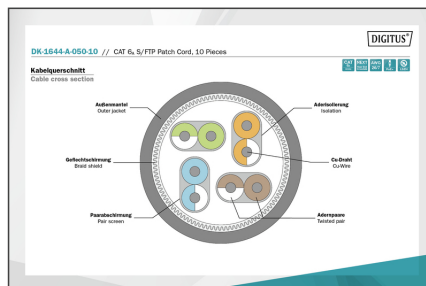 DIGITUS®
DK-1644-A-050-10 // CAT 6A S/FTP Patch Cord, 10 Pieces
Kabelquerschnitt
Cable cross section
Außenmantel
Outer jacket
Aderisolierung
Isolation
Geflechtschirmung
Braid shield
Cu-Draht
Cu-Wire
Paarabschirmung
Pair screen
Adernpaare
Twisted pair